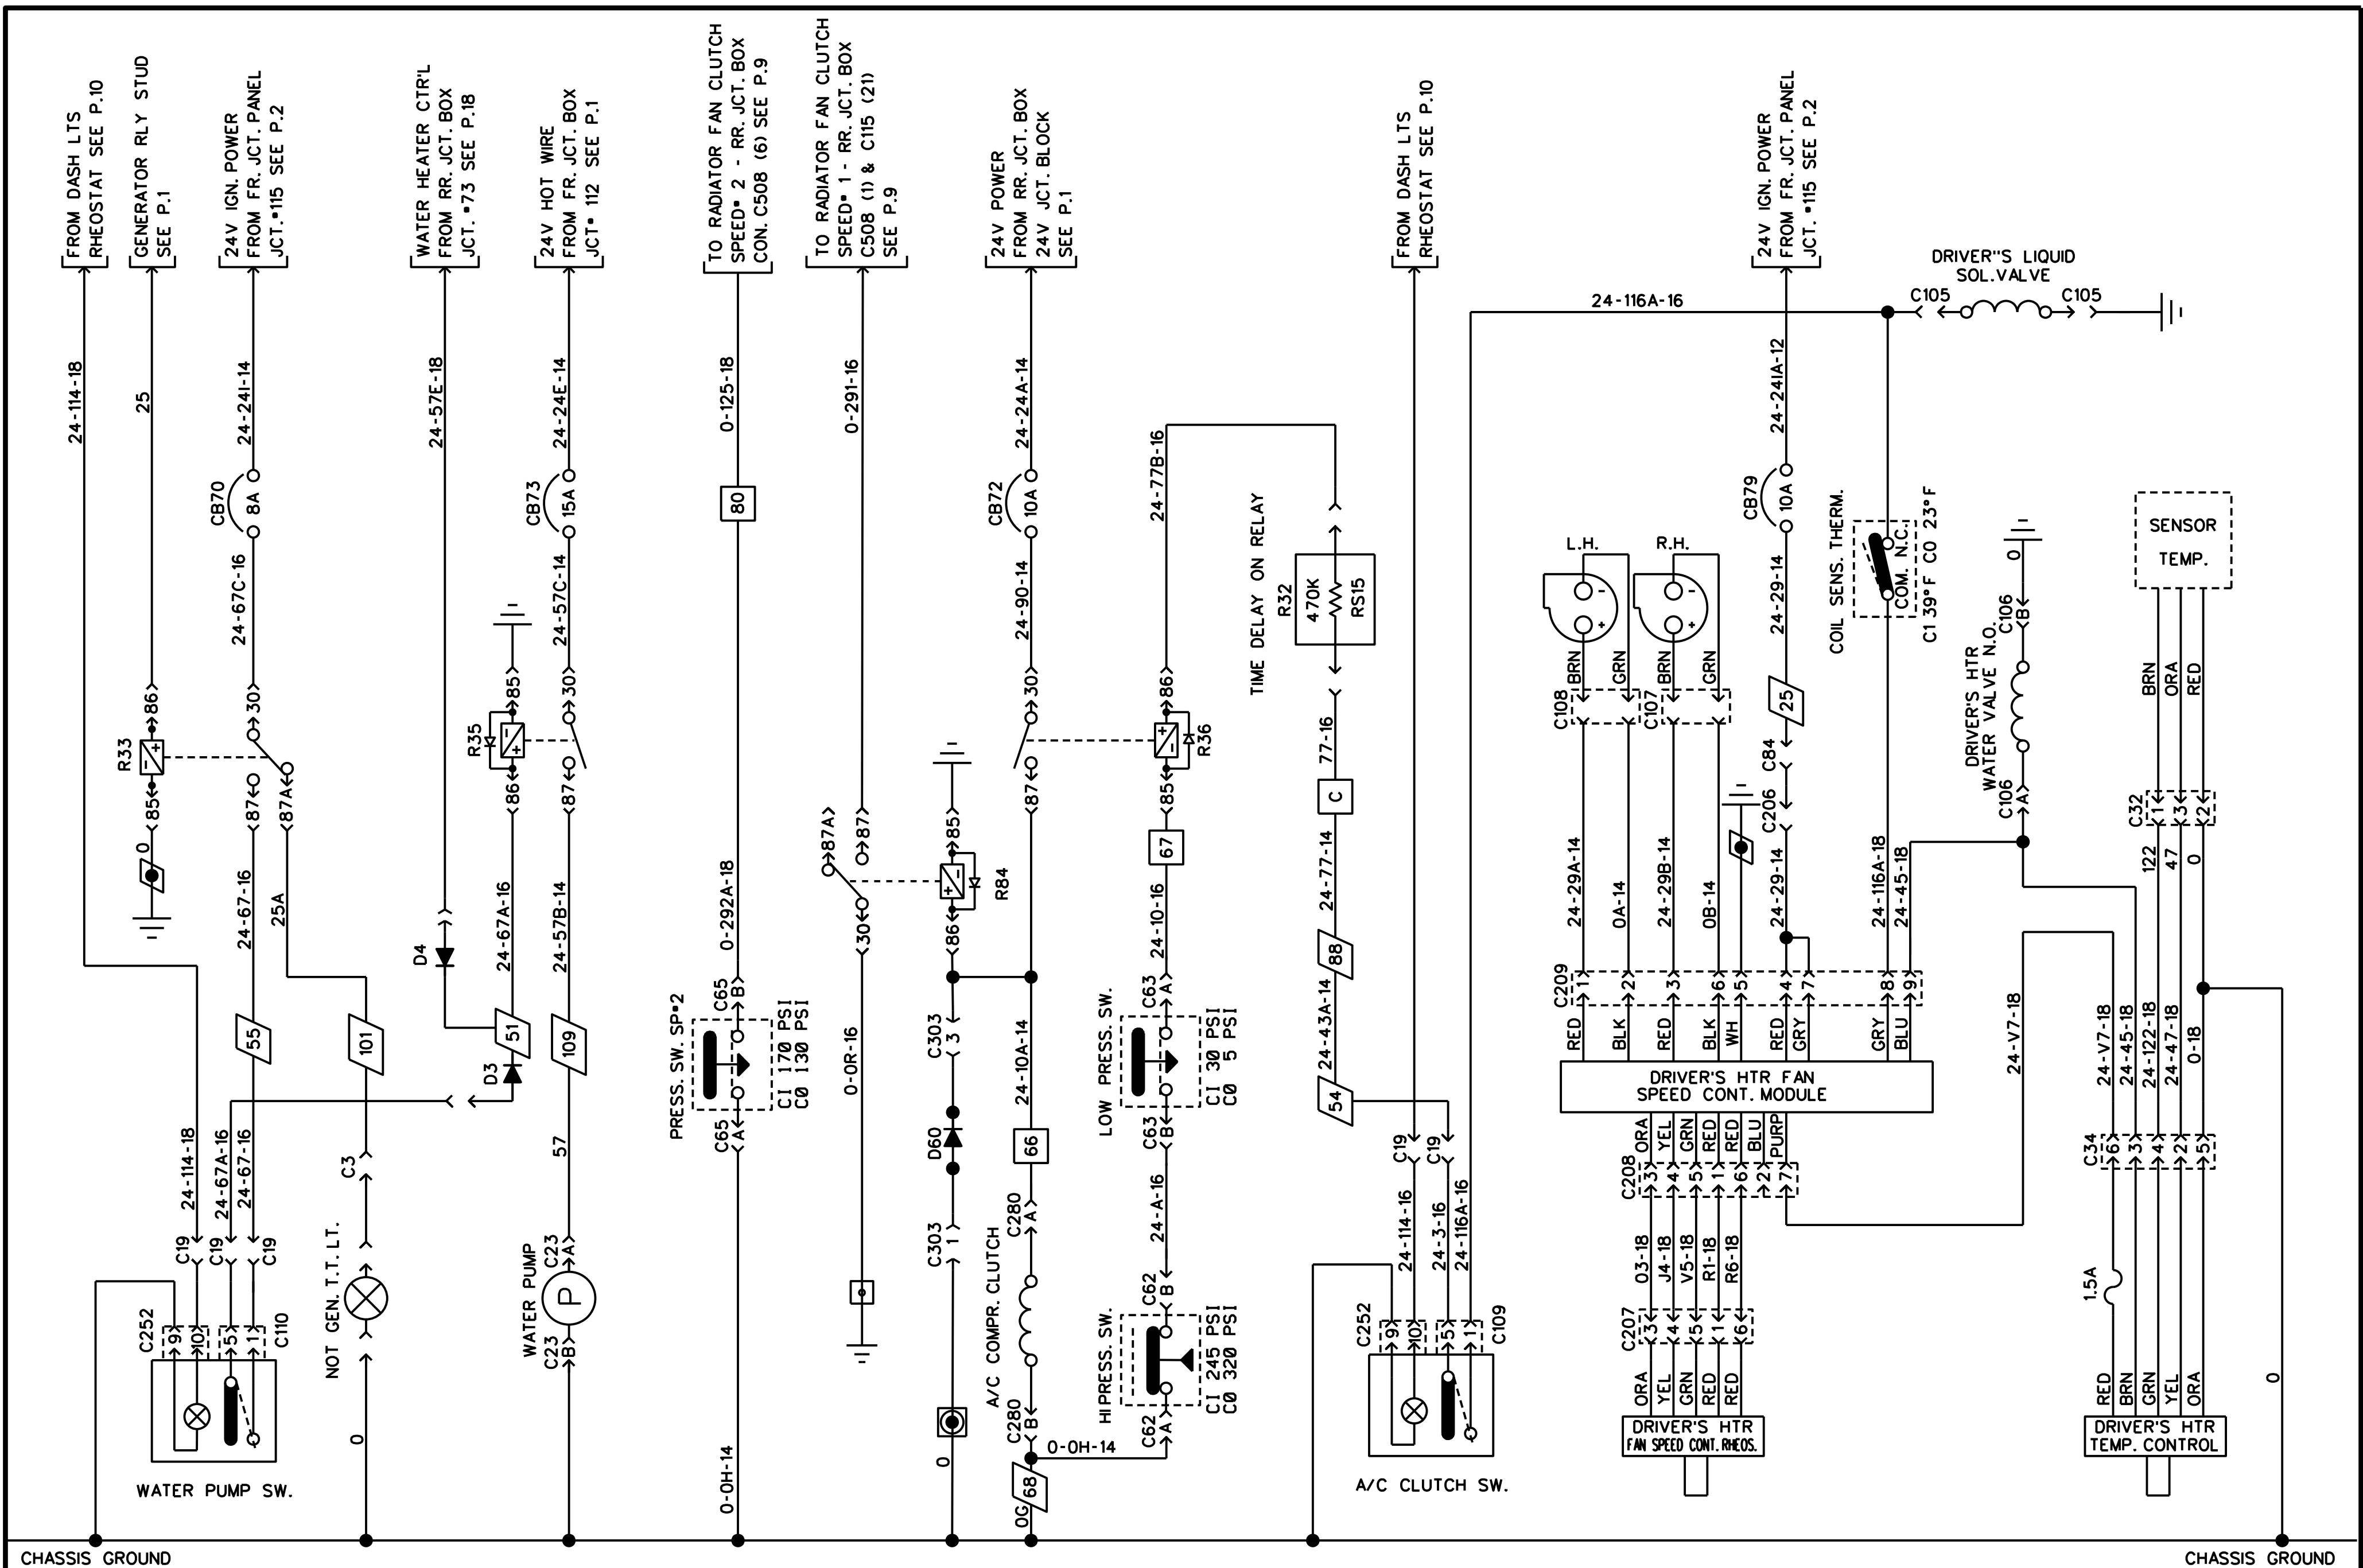 FROM DASH LTS
RHEOSTAT SEE P.10
GENERATOR RLY STUD
SEE P.1
24V IGN. POWER
FROM FR. JCT. PANEL
JCT.#115 SEE P.2
WATER HEATER CTR'L
FROM RR. JCT. BOX
JCT. #73 SEE P.18
24V HOT WIRE
FROM FR. JCT. BOX
JCT# 112 SEE P.1
TO RADIATOR FAN CLUTCH
SPEED# 2 - RR. JCT. BOX
CON. C508 (6) SEE P.9
TO RADIATOR FAN CLUTCH
SPEED# 1 - RR. JCT. BOX
C508 (1) & C115 (21)
SEE P.9
24V POWER
FROM RR. JCT. BOX
24V JCT. BLOCK
SEE P.1
FROM DASH LTS
RHEOSTAT SEE P.10
24V IGN. POWER
FROM FR. JCT. PANEL
JCT. #115 SEE P.2
DRIVER"S LIQUID
SOL.VALVE
C105
C105
24-116A-16
24-114-18
25
24-24I-14
24-57E-18
24-24E-14
0-125-18
0-291-16
24-24A-14
24-77B-16
24-24IA-12
CB70
8A
CB73
15A
80
CB72
10A
CB79
10A
24-67C-16
24-57C-14
24-90-14
TIME DELAY ON RELAY
R32
470K
RS15
L.H.
R.H.
-
+
-
+
24-29-14
COIL SENS. THERM.
COM. N.C.
C1 39°F CO 23°F
0
SENSOR
TEMP.
R33
86
+
-
85
0
30
87
87A
R35
85
-
+
86
30
87
87A
87
30
R84
85
+
-
86
30
87
R36
86
+
-
85
67
77-16
C
24-77-14
88
24-43A-14
54
BRN
GRN
BRN
GRN
C108
C107
25
C84
C206
DRIVER'S HTR
WATER VALVE N.O.
C106
B
C106
A
BRN
ORA
RED
C32
1
3
2
122
47
0
24-67-16
25A
D4
24-67A-16
24-57B-14
0-292A-18
24-10-16
24-29A-14
0A-14
24-29B-14
0B-14
24-29-14
24-116A-18
24-45-18
55
101
51
D3
109
PRESS. SW. SP#2
C65
B
C65
A
CI 170 PSI
CØ 130 PSI
0-0R-16
C303
3
D60
C303
1
24-10A-14
66
LOW PRESS. SW.
C63
A
C63
B
CI 30 PSI
CØ 5 PSI
C209
1
2
3
6
5
4
7
8
9
RED
BLK
RED
BLK
WH
RED
GRY
GRY
BLU
DRIVER'S HTR FAN
SPEED CONT. MODULE
24-V7-18
24-V7-18
24-45-18
24-122-18
24-47-18
0-18
24-114-18
24-67A-16
24-67-16
C3
57
24-A-16
C19
C19
ORA
YEL
GRN
RED
RED
BLU
PURP
C208
3
4
5
1
6
2
7
C34
6
3
4
2
5
C19
C19
C19
NOT GEN. T.T. LT.
WATER PUMP
C23
A
P
C23
B
A/C COMPR. CLUTCH
C280
A
C280
B
HI PRESS. SW.
C62
B
C62
A
CI 245 PSI
CØ 320 PSI
24-114-16
24-3-16
24-116A-16
03-18
J4-18
V5-18
R1-18
R6-18
1.5A
C252
9
10
5
1
C110
C252
9
10
5
1
C109
C207
3
4
5
1
6
ORA
YEL
GRN
RED
RED
RED
BRN
GRN
YEL
ORA
0
0
0-0H-14
0
0-0H-14
0G
68
DRIVER'S HTR
FAN SPEED CONT. RHEOS.
DRIVER'S HTR
TEMP. CONTROL
WATER PUMP SW.
A/C CLUTCH SW.
CHASSIS GROUND
CHASSIS GROUND